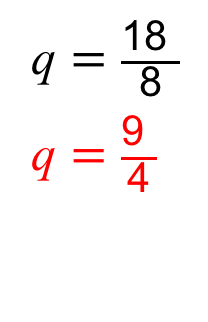 q = 18/8
q = 9/4